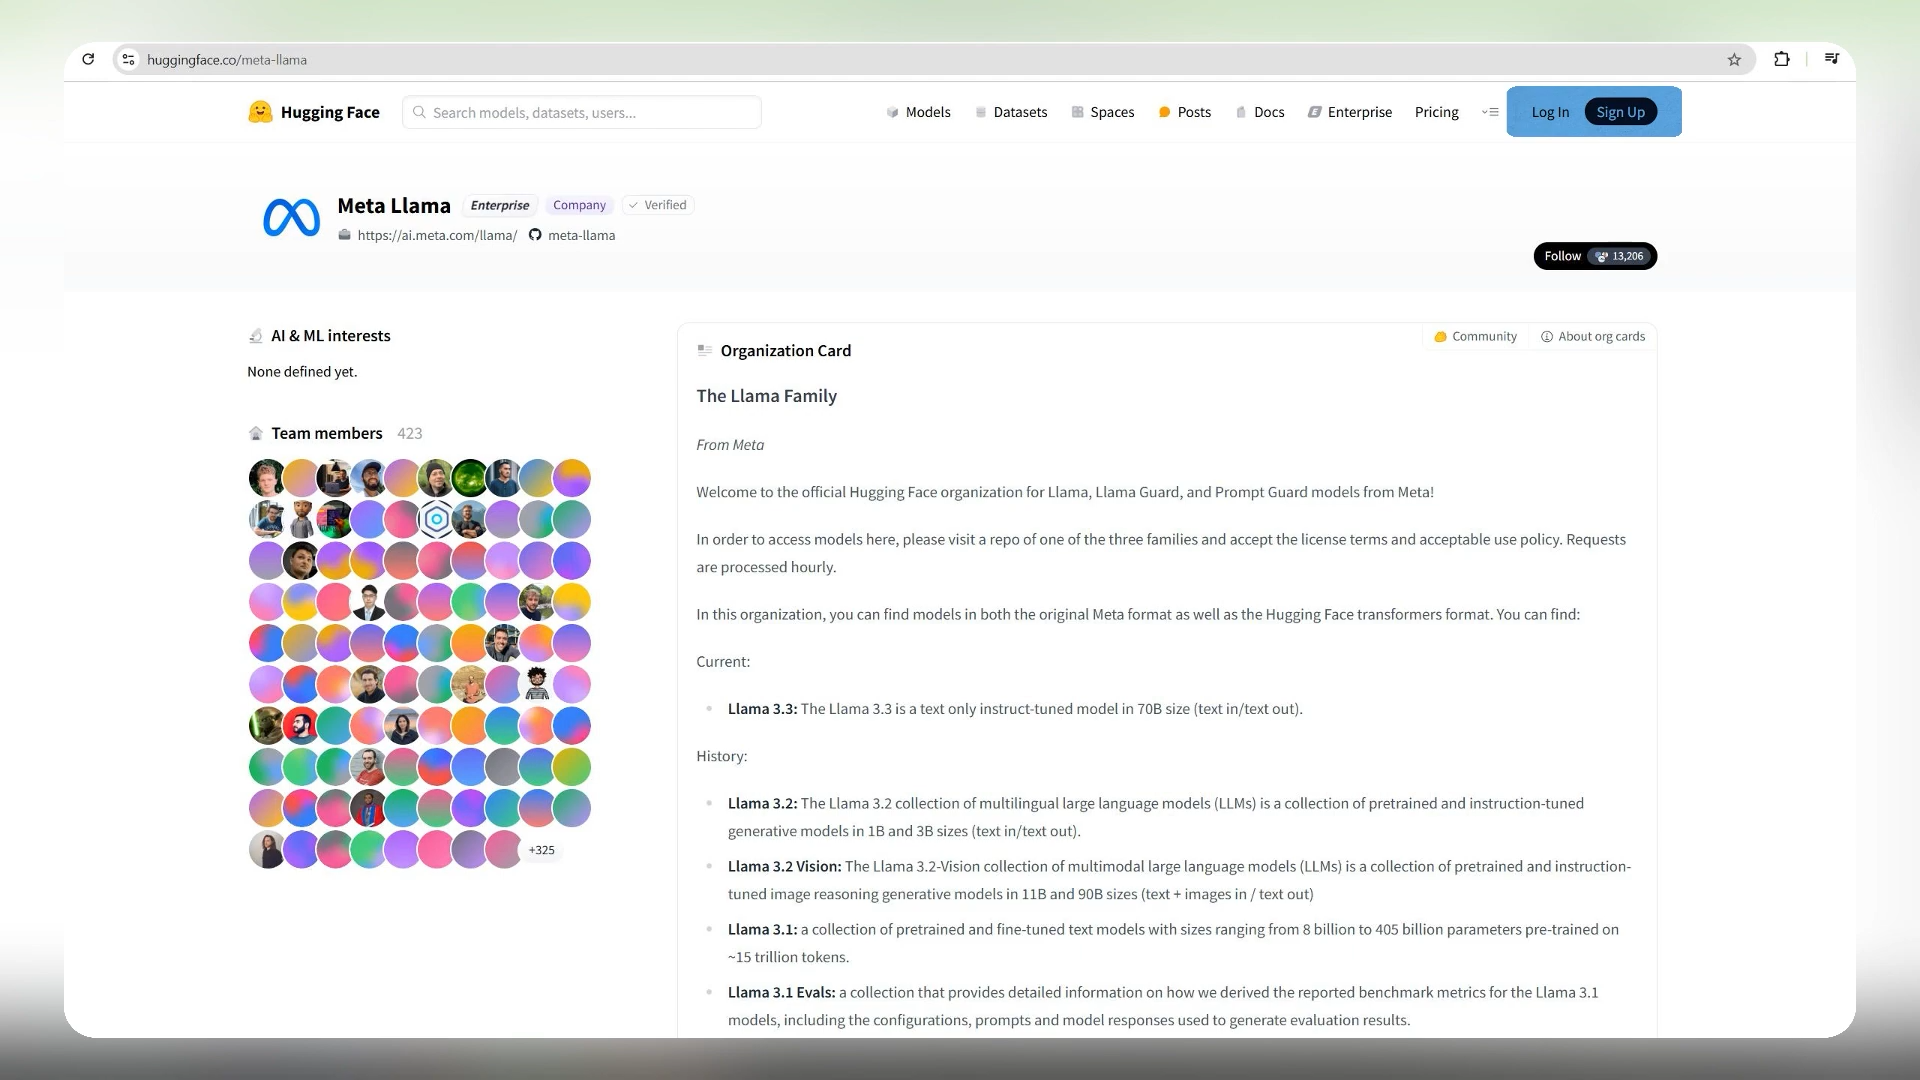 huggingface.co/meta-llama
Hugging Face
Search models, datasets, users...
Models
Datasets
Spaces
Posts
Docs
Enterprise
Pricing
Log In
Sign Up
Meta Llama
Enterprise
Company
Verified
https://ai.meta.com/llama/
meta-llama
Follow
13,206
AI & ML interests
None defined yet.
Team members 423
+325
Organization Card
Community
About org cards
The Llama Family
From Meta
Welcome to the official Hugging Face organization for Llama, Llama Guard, and Prompt Guard models from Meta!
In order to access models here, please visit a repo of one of the three families and accept the license terms and acceptable use policy. Requests
are processed hourly.
In this organization, you can find models in both the original Meta format as well as the Hugging Face transformers format. You can find:
Current:
Llama 3.3: The Llama 3.3 is a text only instruct-tuned model in 70B size (text in/text out).
History:
Llama 3.2: The Llama 3.2 collection of multilingual large language models (LLMs) is a collection of pretrained and instruction-tuned
generative models in 1B and 3B sizes (text in/text out).
Llama 3.2 Vision: The Llama 3.2-Vision collection of multimodal large language models (LLMs) is a collection of pretrained and instruction-
tuned image reasoning generative models in 11B and 90B sizes (text + images in / text out)
Llama 3.1: a collection of pretrained and fine-tuned text models with sizes ranging from 8 billion to 405 billion parameters pre-trained on
~15 trillion tokens.
Llama 3.1 Evals: a collection that provides detailed information on how we derived the reported benchmark metrics for the Llama 3.1
models, including the configurations, prompts and model responses used to generate evaluation results.